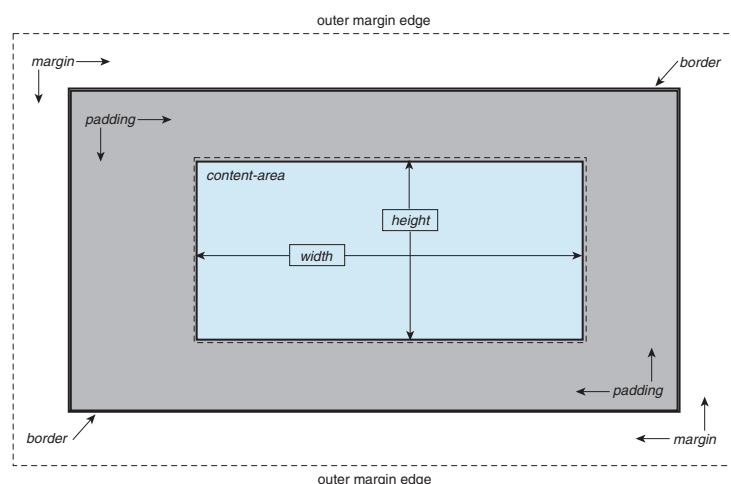 outer margin edge
margin
border
padding
content-area
height
width
padding
border
margin
outer margin edge